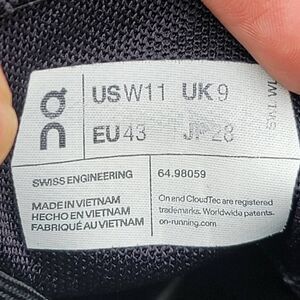 On
US W 11 UK 9
EU 43 JP 28
SWISS ENGINEERING
64.98059
MADE IN VIETNAM
HECHO EN VIETNAM
FABRIQUÉ AU VIETNAM
On and CloudTec are registered
trademarks. Worldwide patents.
on-running.com